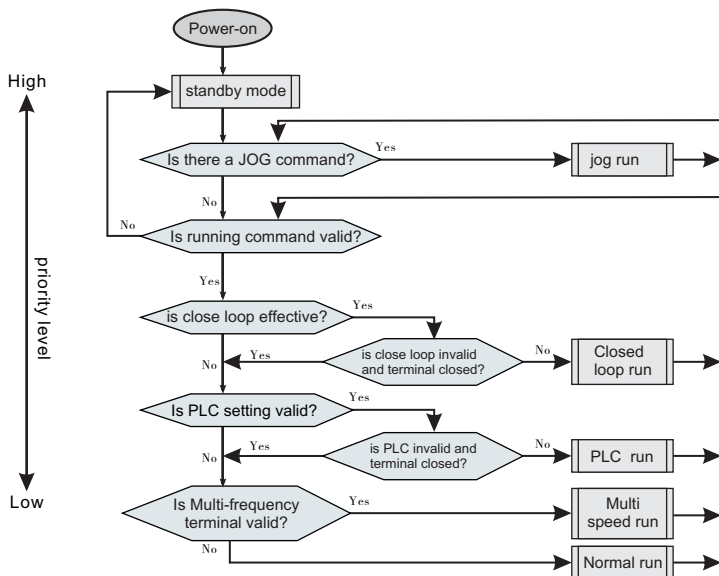 Power-on
High
standby mode
Is there a JOG command?
Yes
jog run
No
No
Is running command valid?
Yes
priority level
is close loop effective?
Yes
No
Yes
is close loop invalid
and terminal closed?
No
Closed
loop run
Is PLC setting valid?
Yes
No
Yes
is PLC invalid and
terminal closed?
No
PLC run
Low
Is Multi-frequency
terminal valid?
Yes
Multi
speed run
No
Normal run